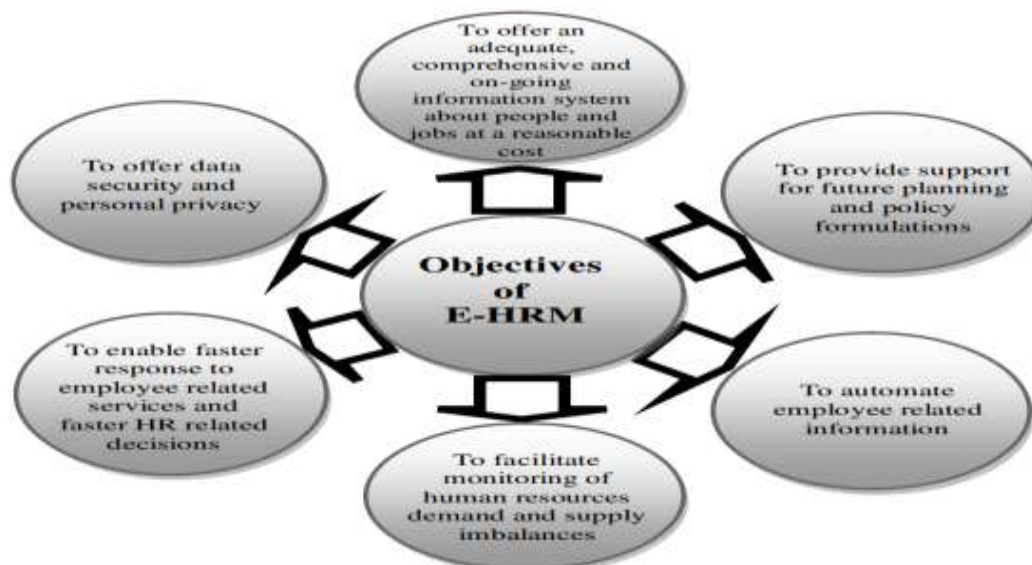 To offer an
adequate,
comprehensive and
on-going
information system
about people and
jobs at a reasonable
cost
To offer data
security and
personal privacy
To provide support
for future planning
and policy
formulations
Objectives
of
E-HRM
To enable faster
response to
employee related
services and
faster HR related
decisions
To automate
employee related
information
To facilitate
monitoring of
human resources
demand and supply
imbalances